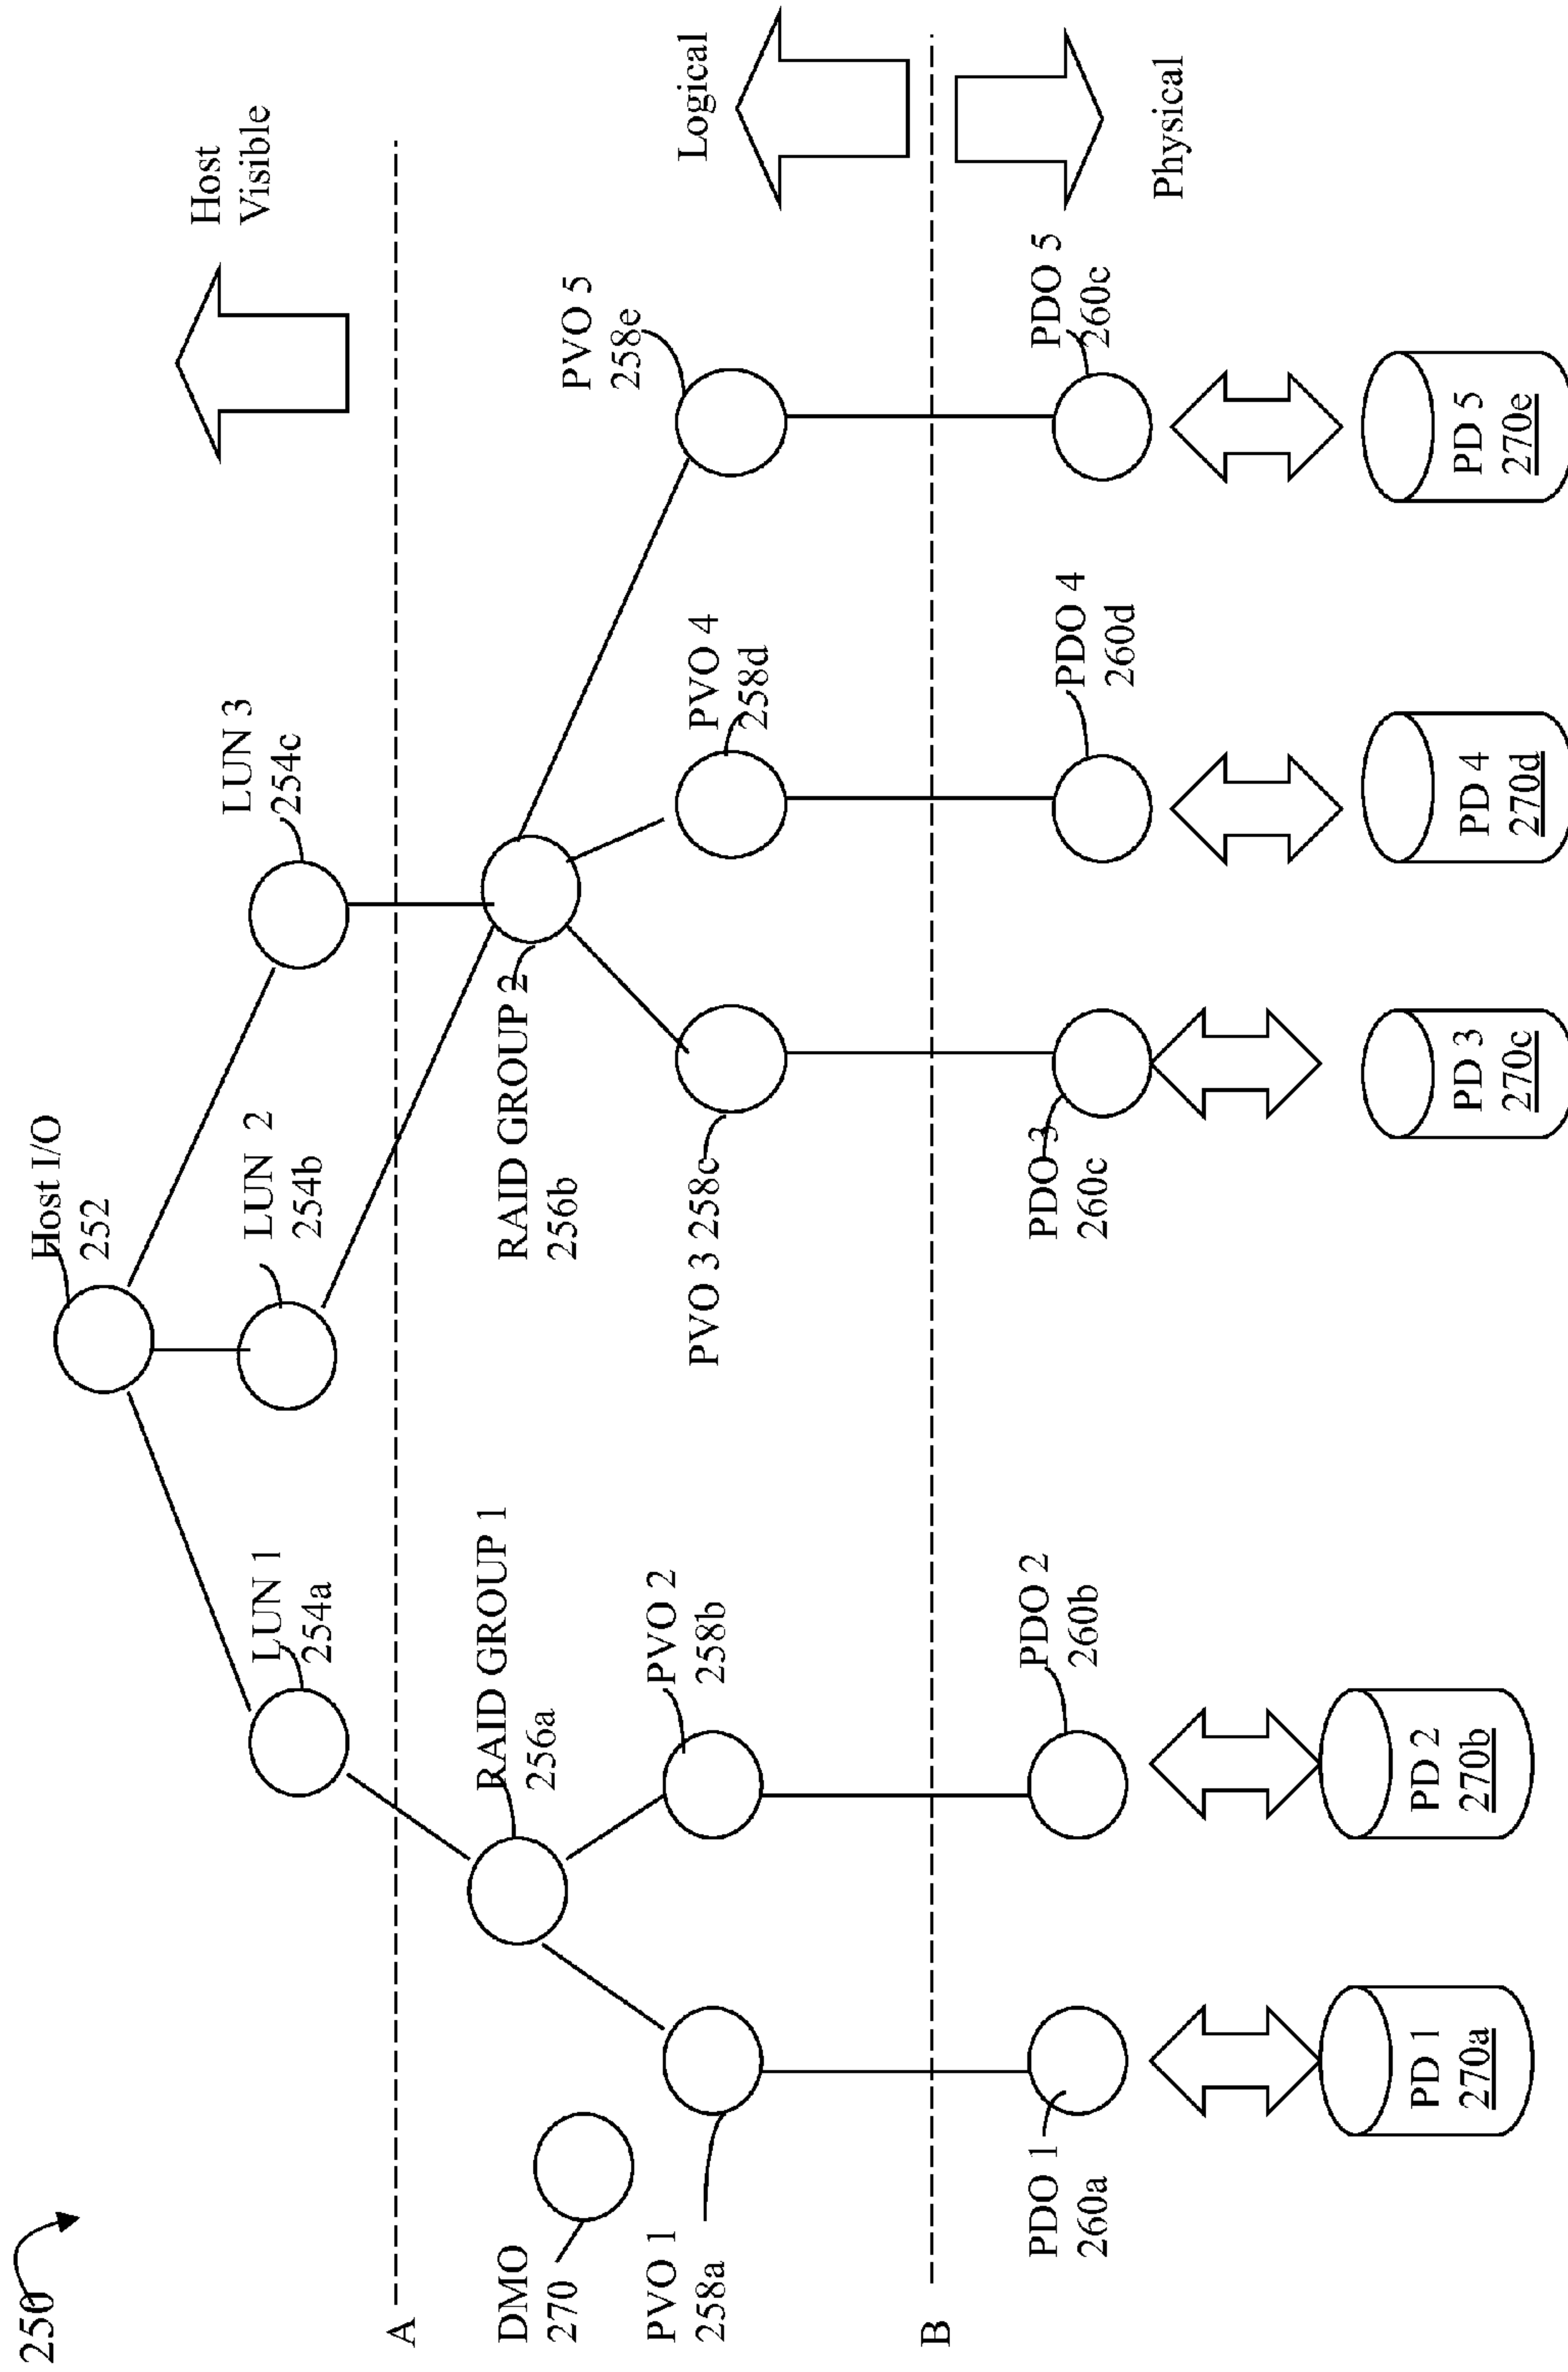 250
Host I/O
252
Host
Visible
LUN 1
254a
LUN 2
254b
LUN 3
254c
A
RAID GROUP 1
256a
RAID GROUP 2
256b
DMO
270
PVO 1
258a
PVO 2
258b
PVO 3 258c
PVO 4
258d
PVO 5
258e
Logical
B
Physical
PDO 1
260a
PDO 2
260b
PDO 3
260c
PDO 4
260d
PDO 5
260c
PD 1
270a
PD 2
270b
PD 3
270c
PD 4
270d
PD 5
270e